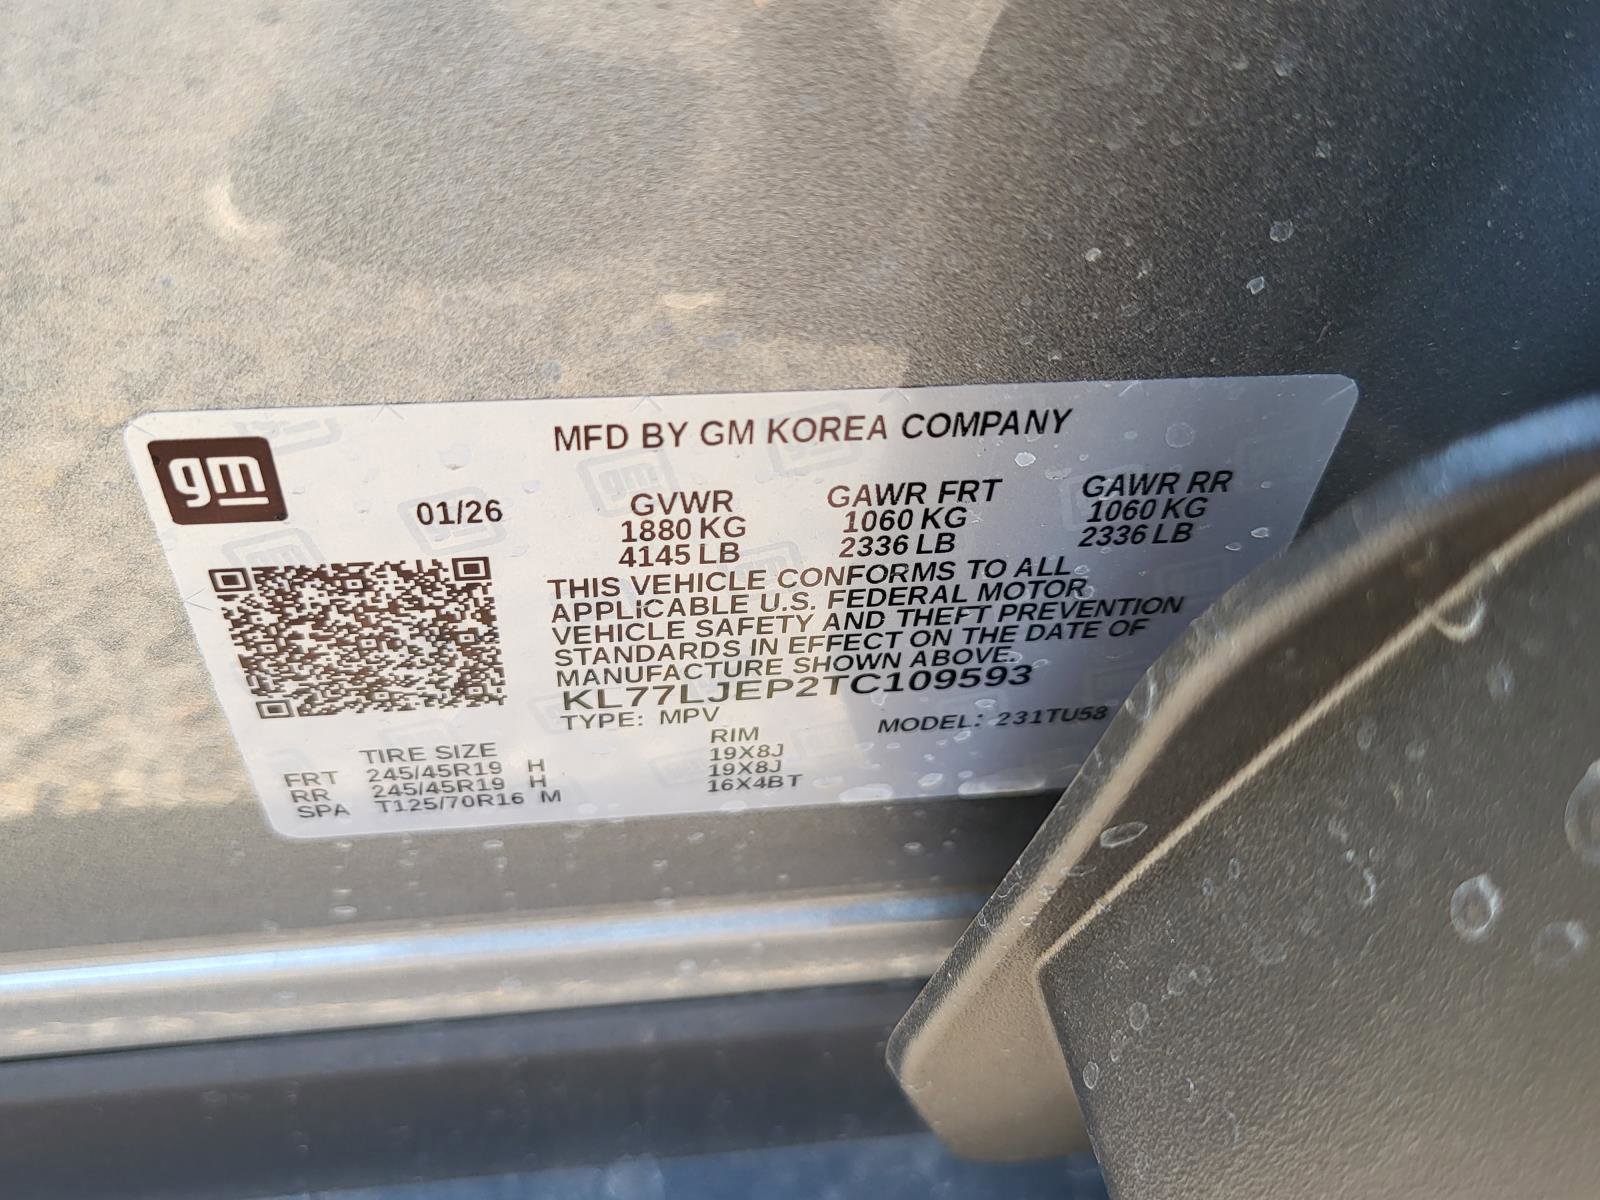 gm
MFD BY GM KOREA COMPANY
01/26
GVWR GAWR FRT GAWR RR
1880 KG 1060 KG 1060 KG
4145 LB 2336 LB 2336 LB
THIS VEHICLE CONFORMS TO ALL
APPLICABLE U.S. FEDERAL MOTOR
VEHICLE SAFETY AND THEFT PREVENTION
STANDARDS IN EFFECT ON THE DATE OF
MANUFACTURE SHOWN ABOVE.
KL77LJEP2TC109593
TYPE: MPV MODEL: 231TU58
TIRE SIZE RIM
FRT 245/45R19 H 19X8J
RR 245/45R19 H 19X8J
SPA T125/70R16 M 16X4BT